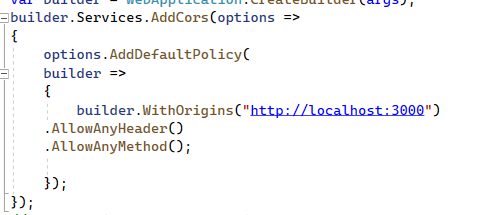 var builder = WebApplication.CreateBuilder(args);
builder.Services.AddCors(options =>
{
    options.AddDefaultPolicy(
    builder =>
    {
        builder.WithOrigins("http://localhost:3000")
    .AllowAnyHeader()
    .AllowAnyMethod();

    });
});